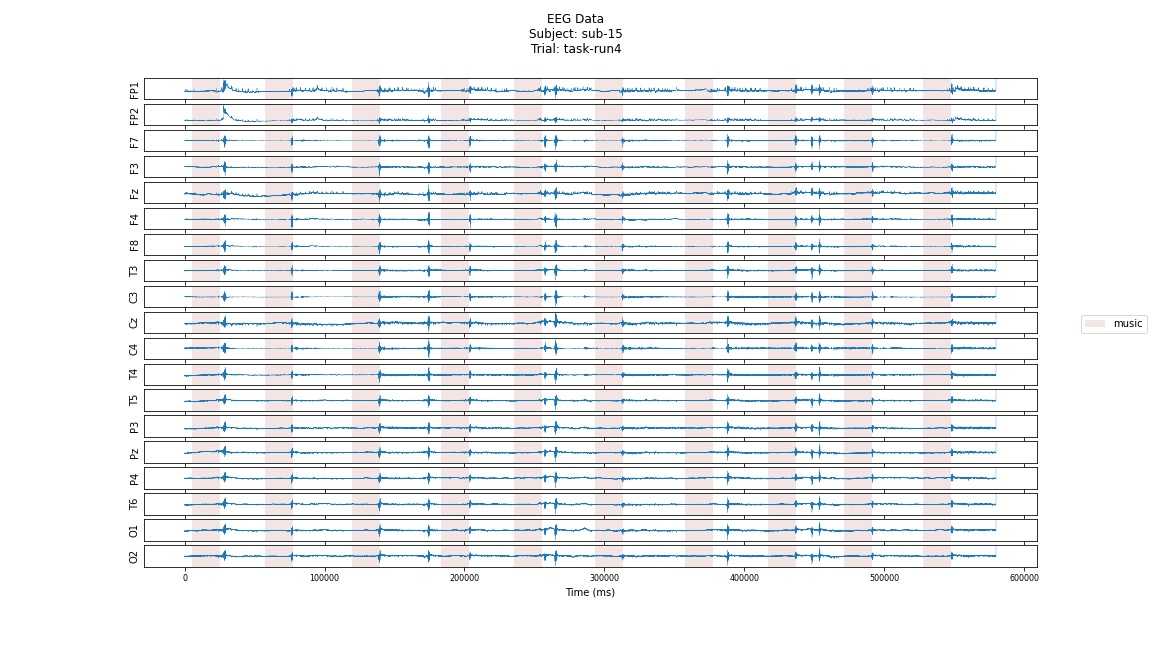 EEG Data
Subject: sub-15
Trial: task-run4
FP1
FP2
F7
F3
Fz
F4
F8
T3
C3
Cz
C4
T4
T5
P3
Pz
P4
T6
O1
O2
music
0 100000 200000 300000 400000 500000 600000
Time (ms)